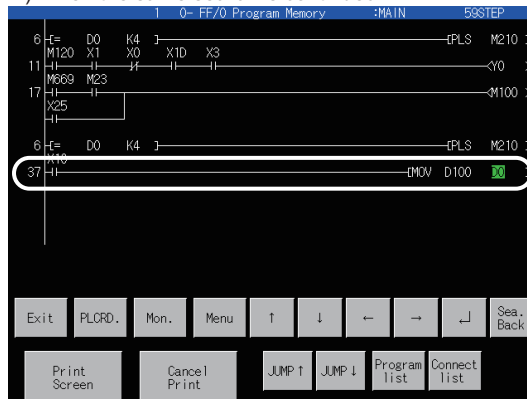 1 0- FF/0 Program Memory :MAIN 59STEP
6 [= D0 K4 ] [PLS M210 ]
M120 X1 X0 X1D X3
11 Y0
M669 M23
17 M100
X25
6 [= D0 K4 ] [PLS M210 ]
X10
37 [MOV D100 D0 ]
Exit PLCRD. Mon. Menu ↑ ↓ ← → ↵ Sea. Back
Print Screen Cancel Print JUMP↑ JUMP↓ Program list Connect list